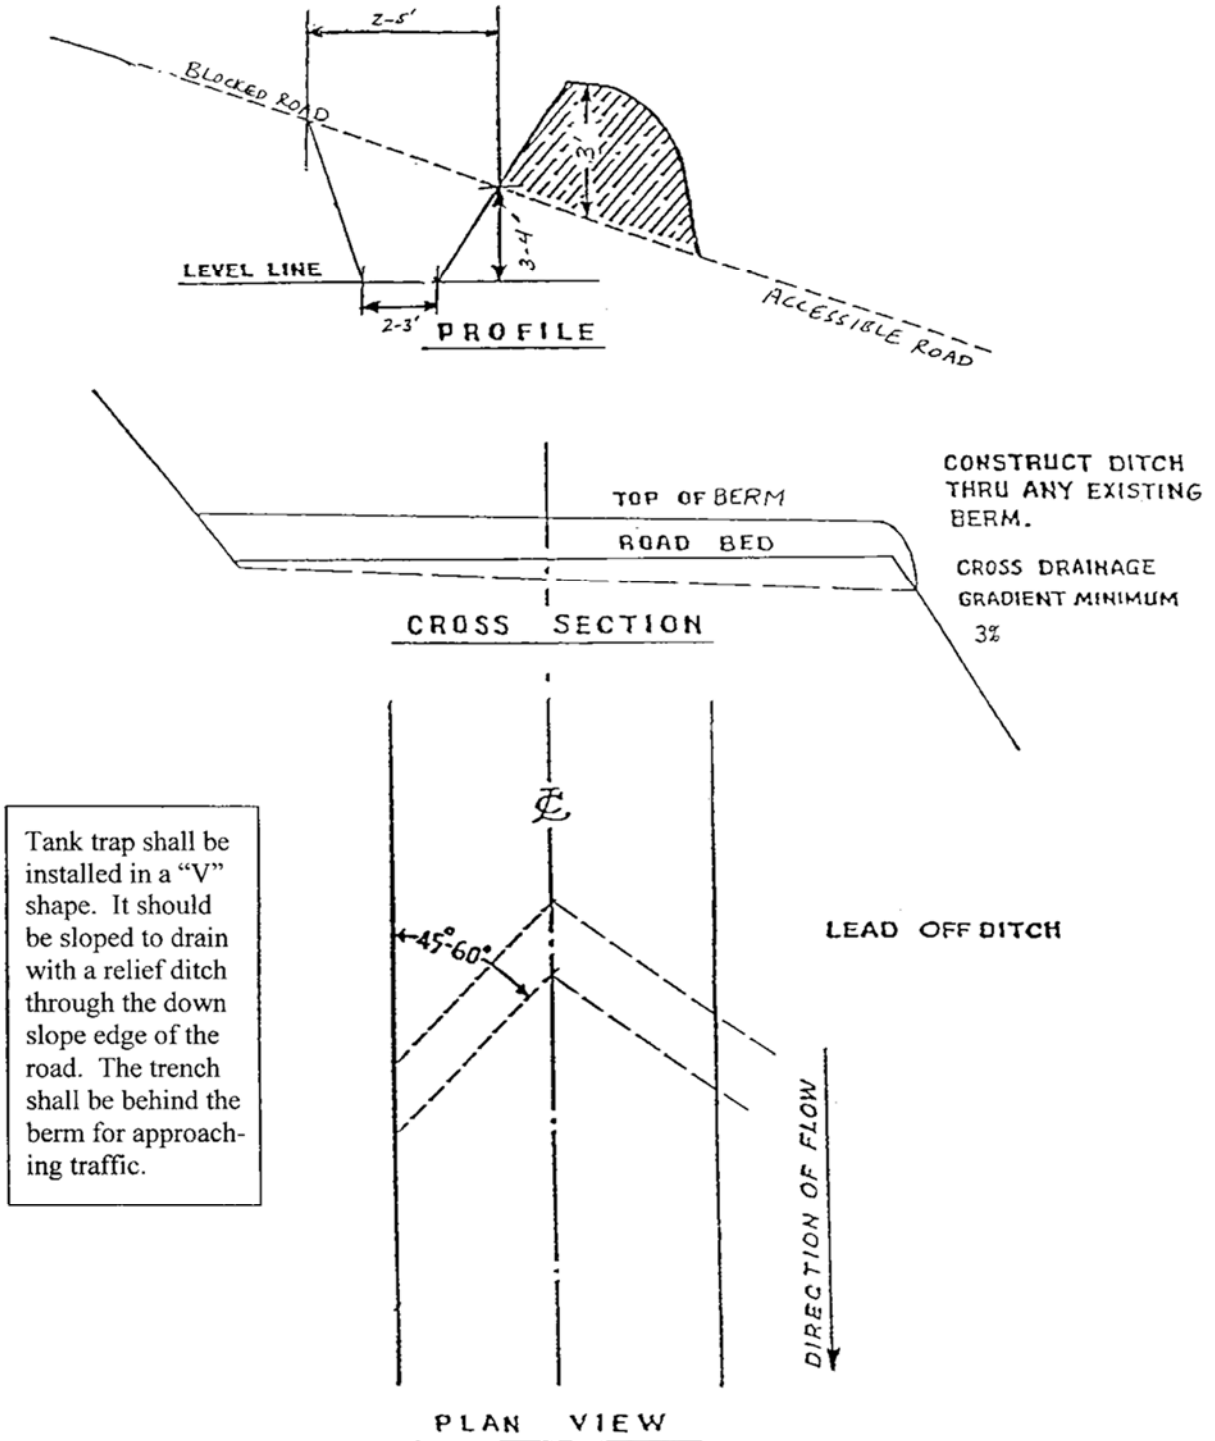 2-5'
BLOCKED ROAD
3'
3-4'
LEVEL LINE
2-3'
PROFILE
ACCESSIBLE ROAD
CONSTRUCT DITCH
THRU ANY EXISTING
BERM.
TOP OF BERM
ROAD BED
CROSS DRAINAGE
GRADIENT MINIMUM
3%
CROSS SECTION
℄
Tank trap shall be
installed in a “V”
shape. It should
be sloped to drain
with a relief ditch
through the down
slope edge of the
road. The trench
shall be behind the
berm for approach-
ing traffic.
45°-60°
LEAD OFF DITCH
DIRECTION OF FLOW
PLAN VIEW